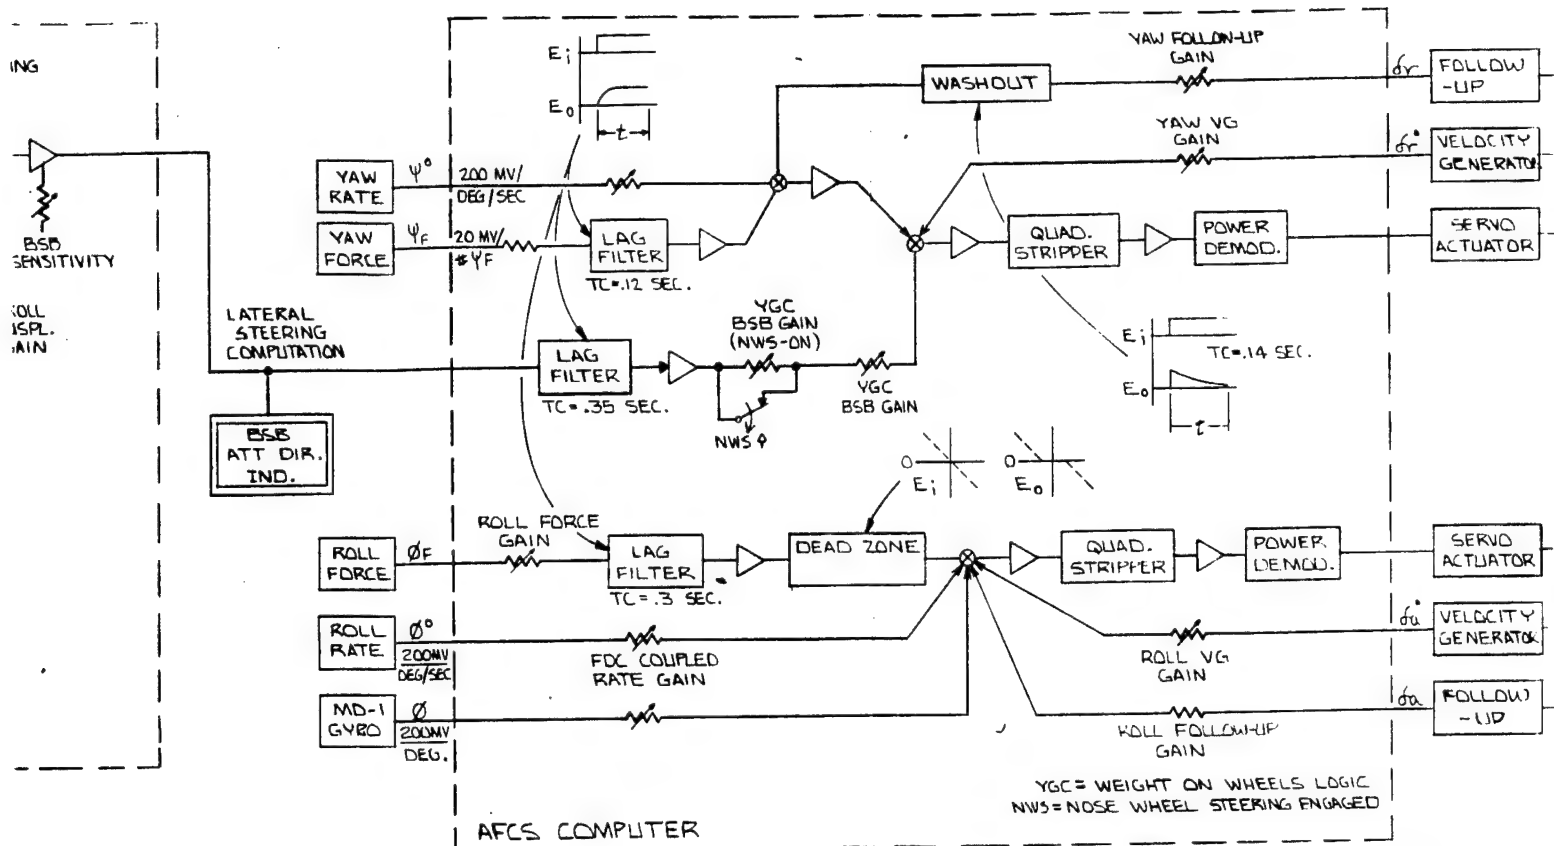 ING
BSB
SENSITIVITY
LATERAL
STEERING
COMPUTATION
BSB
ATT DIR.
IND.
Ei
Eo
t
YAW
RATE
ψ°
200 MV/
DEG/SEC
YAW
FORCE
ψF
20 MV/
# ψF
LAG
FILTER
TC=.12 SEC.
WASHOUT
YAW FOLLOW-UP
GAIN
δr
FOLLOW
-UP
YAW VG
GAIN
δr°
VELOCITY
GENERATOR
QUAD.
STRIPPER
POWER
DEMOD.
SERVO
ACTUATOR
LAG
FILTER
TC=.35 SEC.
YGC
BSB GAIN
(NWS-ON)
NWS
YGC
BSB GAIN
Ei
TC=.14 SEC.
Eo
t
O
Ei
O
Eo
ROLL
FORCE
ØF
ROLL FORCE
GAIN
LAG
FILTER
TC=.3 SEC.
DEAD ZONE
QUAD.
STRIPPER
POWER
DEMOD.
SERVO
ACTUATOR
ROLL
RATE
ذ
200MV
DEG/SEC
FDC COUPLED
RATE GAIN
ROLL VG
GAIN
δa°
VELOCITY
GENERATOR
MD-1
GYRO
Ø
200MV
DEG.
ROLL FOLLOW-UP
GAIN
δa
FOLLOW
-UP
YGC= WEIGHT ON WHEELS LOGIC
NWS=NOSE WHEEL STEERING ENGAGED
AFCS COMPUTER